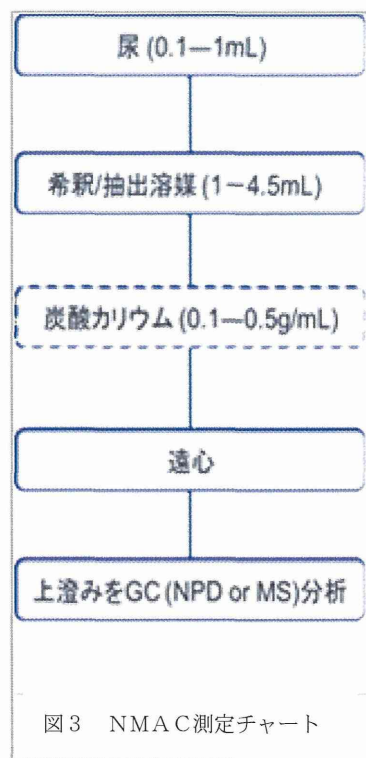 尿 (0.1—1mL)
希釈/抽出溶媒 (1－4.5mL)
炭酸カリウム (0.1—0.5g/mL)
遠心
上澄みをGC (NPD or MS)分析
図３　ＮＭＡＣ測定チャート